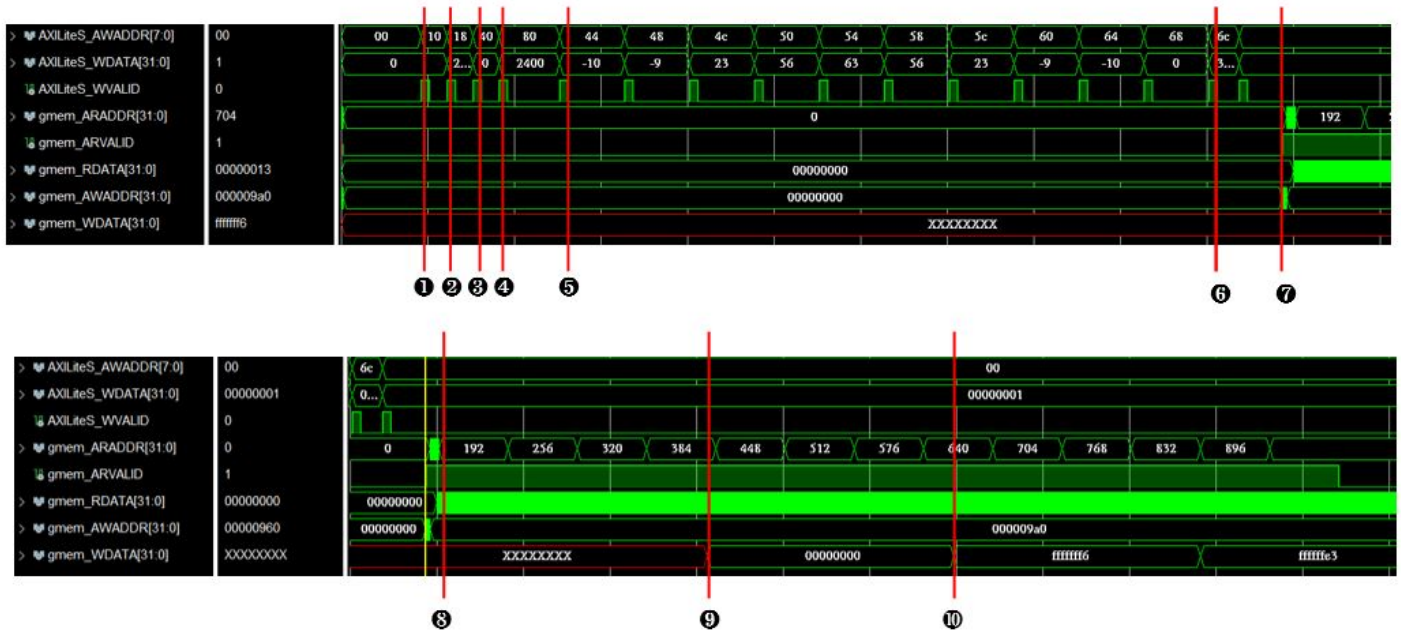 AXILiteS_AWADDR[7:0] 00 00 10 18 40 80 44 48 4c 50 54 58 5c 60 64 68 6c
AXILiteS_WDATA[31:0] 1 0 2... 0 2400 -10 -9 23 56 63 56 23 -9 -10 0 3...
AXILiteS_WVALID 0
gmem_ARADDR[31:0] 704 0 192
gmem_ARVALID 1
gmem_RDATA[31:0] 00000013 00000000
gmem_AWADDR[31:0] 000009a0 00000000
gmem_WDATA[31:0] fffffff6 XXXXXXXX
❶ ❷ ❸ ❹ ❺ ❻ ❼
AXILiteS_AWADDR[7:0] 00 6c 00
AXILiteS_WDATA[31:0] 00000001 0... 00000001
AXILiteS_WVALID 0
gmem_ARADDR[31:0] 0 0 192 256 320 384 448 512 576 640 704 768 832 896
gmem_ARVALID 1
gmem_RDATA[31:0] 00000000 00000000
gmem_AWADDR[31:0] 00000960 00000000 000009a0
gmem_WDATA[31:0] XXXXXXXX XXXXXXXX 00000000 fffffff6 ffffffe3
❽ ❾ ❿